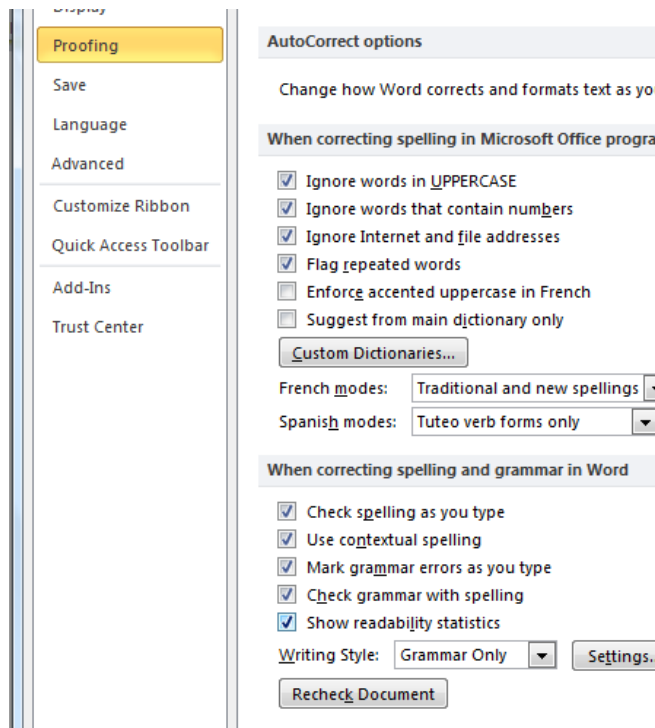 Display
Proofing
Save
Language
Advanced
Customize Ribbon
Quick Access Toolbar
Add-Ins
Trust Center
AutoCorrect options
Change how Word corrects and formats text as you
When correcting spelling in Microsoft Office
Ignore words in UPPERCASE
Ignore words that contain numbers
Ignore Internet and file addresses
Flag repeated words
Enforce accented uppercase in French
Suggest from main dictionary only
Custom Dictionaries...
French modes: Traditional and new spellings
Spanish modes: Tuteo verb forms only
When correcting spelling and grammar in Word
Check spelling as you type
Use contextual spelling
Mark grammar errors as you type
Check grammar with spelling
Show readability statistics
Writing Style: Grammar Only Settings..
Recheck Document